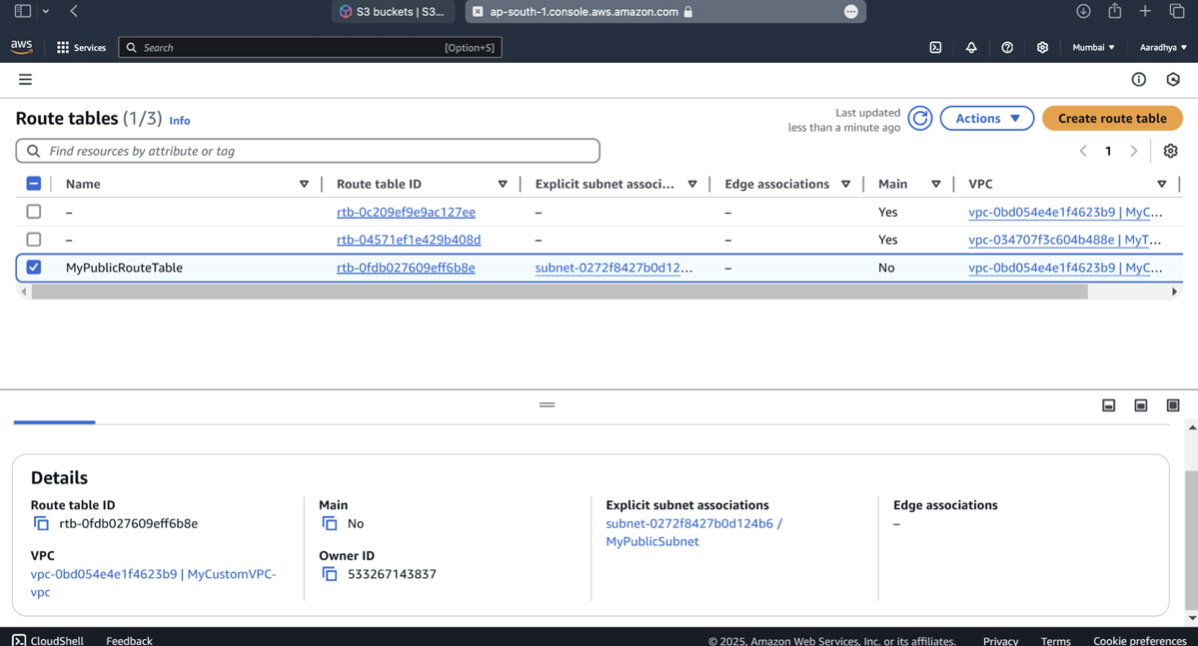 S3 buckets | S3...
ap-south-1.console.aws.amazon.com
aws
Services
Search
[Option+S]
Mumbai
Aaradhya
Route tables (1/3) Info
Last updated
less than a minute ago
Actions
Create route table
Find resources by attribute or tag
1
Name
Route table ID
Explicit subnet associ...
Edge associations
Main
VPC
– rtb-0c209ef9e9ac127ee – – Yes vpc-0bd054e4e1f4623b9 | MyC...
– rtb-04571ef1e429b408d – – Yes vpc-034707f3c604b488e | MyT...
MyPublicRouteTable rtb-0fdb027609eff6b8e subnet-0272f8427b0d12... – No vpc-0bd054e4e1f4623b9 | MyC...
Details
Route table ID
rtb-0fdb027609eff6b8e
VPC
vpc-0bd054e4e1f4623b9 | MyCustomVPC-
vpc
Main
No
Owner ID
533267143837
Explicit subnet associations
subnet-0272f8427b0d124b6 /
MyPublicSubnet
Edge associations
–
CloudShell
Feedback
© 2025, Amazon Web Services, Inc. or its affiliates.
Privacy
Terms
Cookie preferences